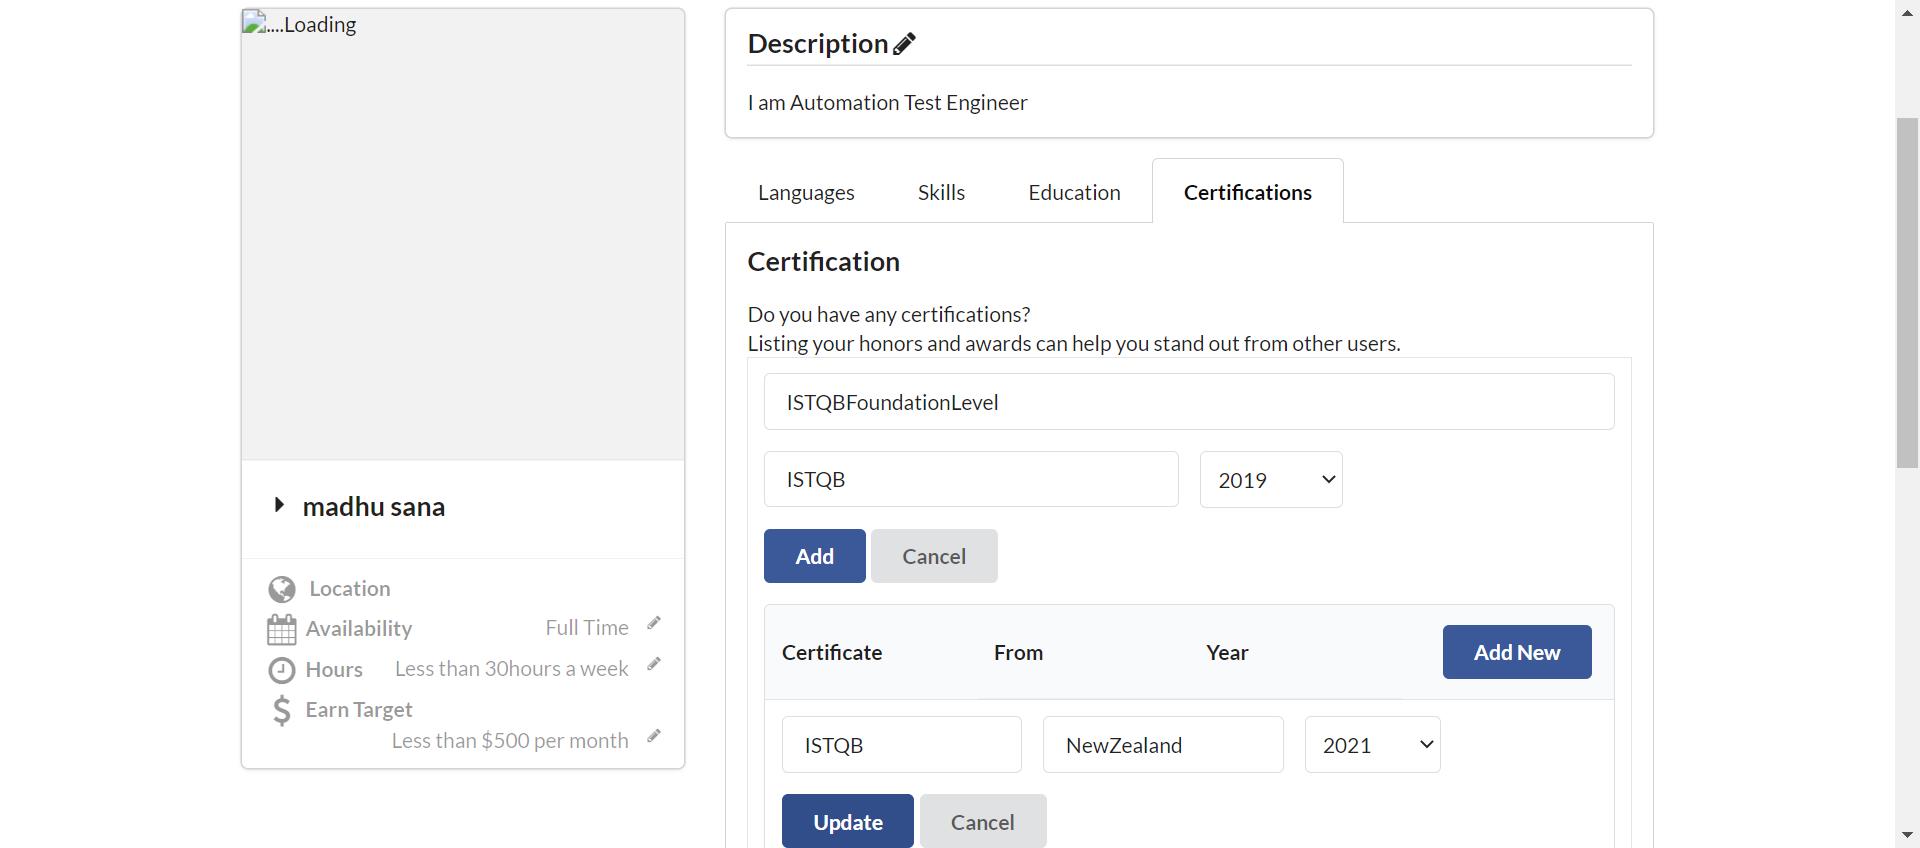 ....Loading
madhu sana
Location
Availability Full Time
Hours Less than 30hours a week
Earn Target
Less than $500 per month
Description
I am Automation Test Engineer
Languages Skills Education Certifications
Certification
Do you have any certifications?
Listing your honors and awards can help you stand out from other users.
ISTQBFoundationLevel
ISTQB 2019
Add Cancel
Certificate From Year Add New
ISTQB NewZealand 2021
Update Cancel